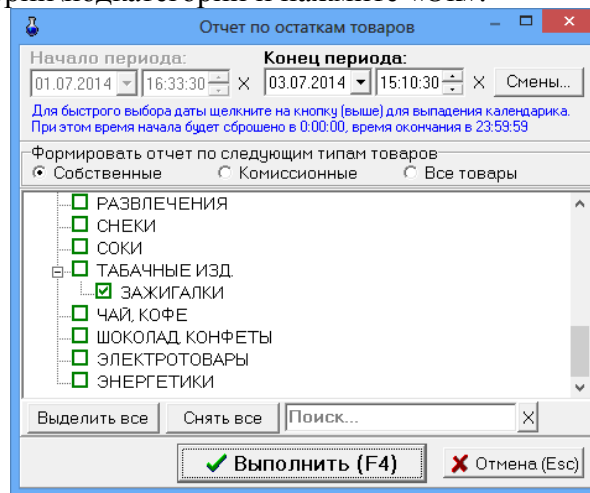 Отчет по остаткам товаров
Начало периода: Конец периода:
01.07.2014 16:33:30 X 03.07.2014 15:10:30 X Смены...
Для быстрого выбора даты щелкните на кнопку (выше) для выпадения календарика.
При этом время начала будет сброшено в 0:00:00, время окончания в 23:59:59
Формировать отчет по следующим типам товаров
Собственные Комиссионные Все товары
РАЗВЛЕЧЕНИЯ
СНЕКИ
СОКИ
ТАБАЧНЫЕ ИЗД.
ЗАЖИГАЛКИ
ЧАЙ, КОФЕ
ШОКОЛАД, КОНФЕТЫ
ЭЛЕКТРОТОВАРЫ
ЭНЕРГЕТИКИ
Выделить все Снять все Поиск... X
Выполнить (F4) Отмена (Esc)